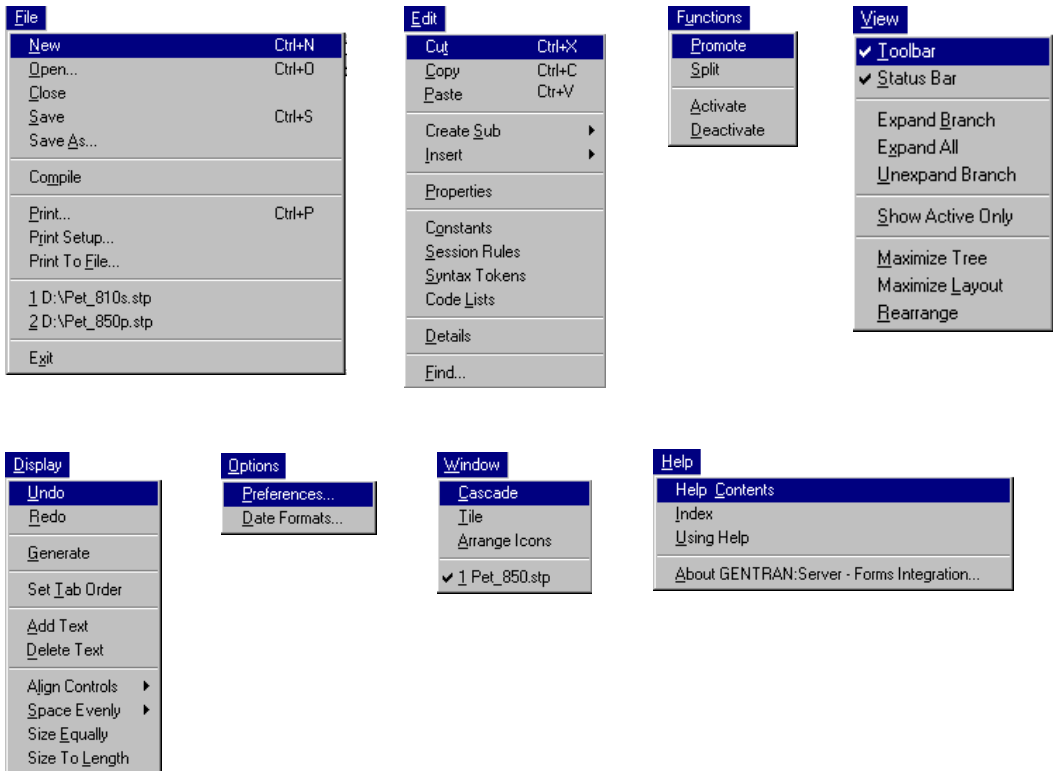 File
New Ctrl+N
Open... Ctrl+O
Close
Save Ctrl+S
Save As...
Compile
Print... Ctrl+P
Print Setup...
Print To File...
1 D:\Pet_810s.stp
2 D:\Pet_850p.stp
Exit
Edit
Cut Ctrl+X
Copy Ctrl+C
Paste Ctr+V
Create Sub
Insert
Properties
Constants
Session Rules
Syntax Tokens
Code Lists
Details
Find...
Functions
Promote
Split
Activate
Deactivate
View
Toolbar
Status Bar
Expand Branch
Expand All
Unexpand Branch
Show Active Only
Maximize Tree
Maximize Layout
Rearrange
Display
Undo
Redo
Generate
Set Tab Order
Add Text
Delete Text
Align Controls
Space Evenly
Size Equally
Size To Length
Options
Preferences...
Date Formats...
Window
Cascade
Tile
Arrange Icons
1 Pet_850.stp
Help
Help Contents
Index
Using Help
About GENTRAN:Server - Forms Integration...